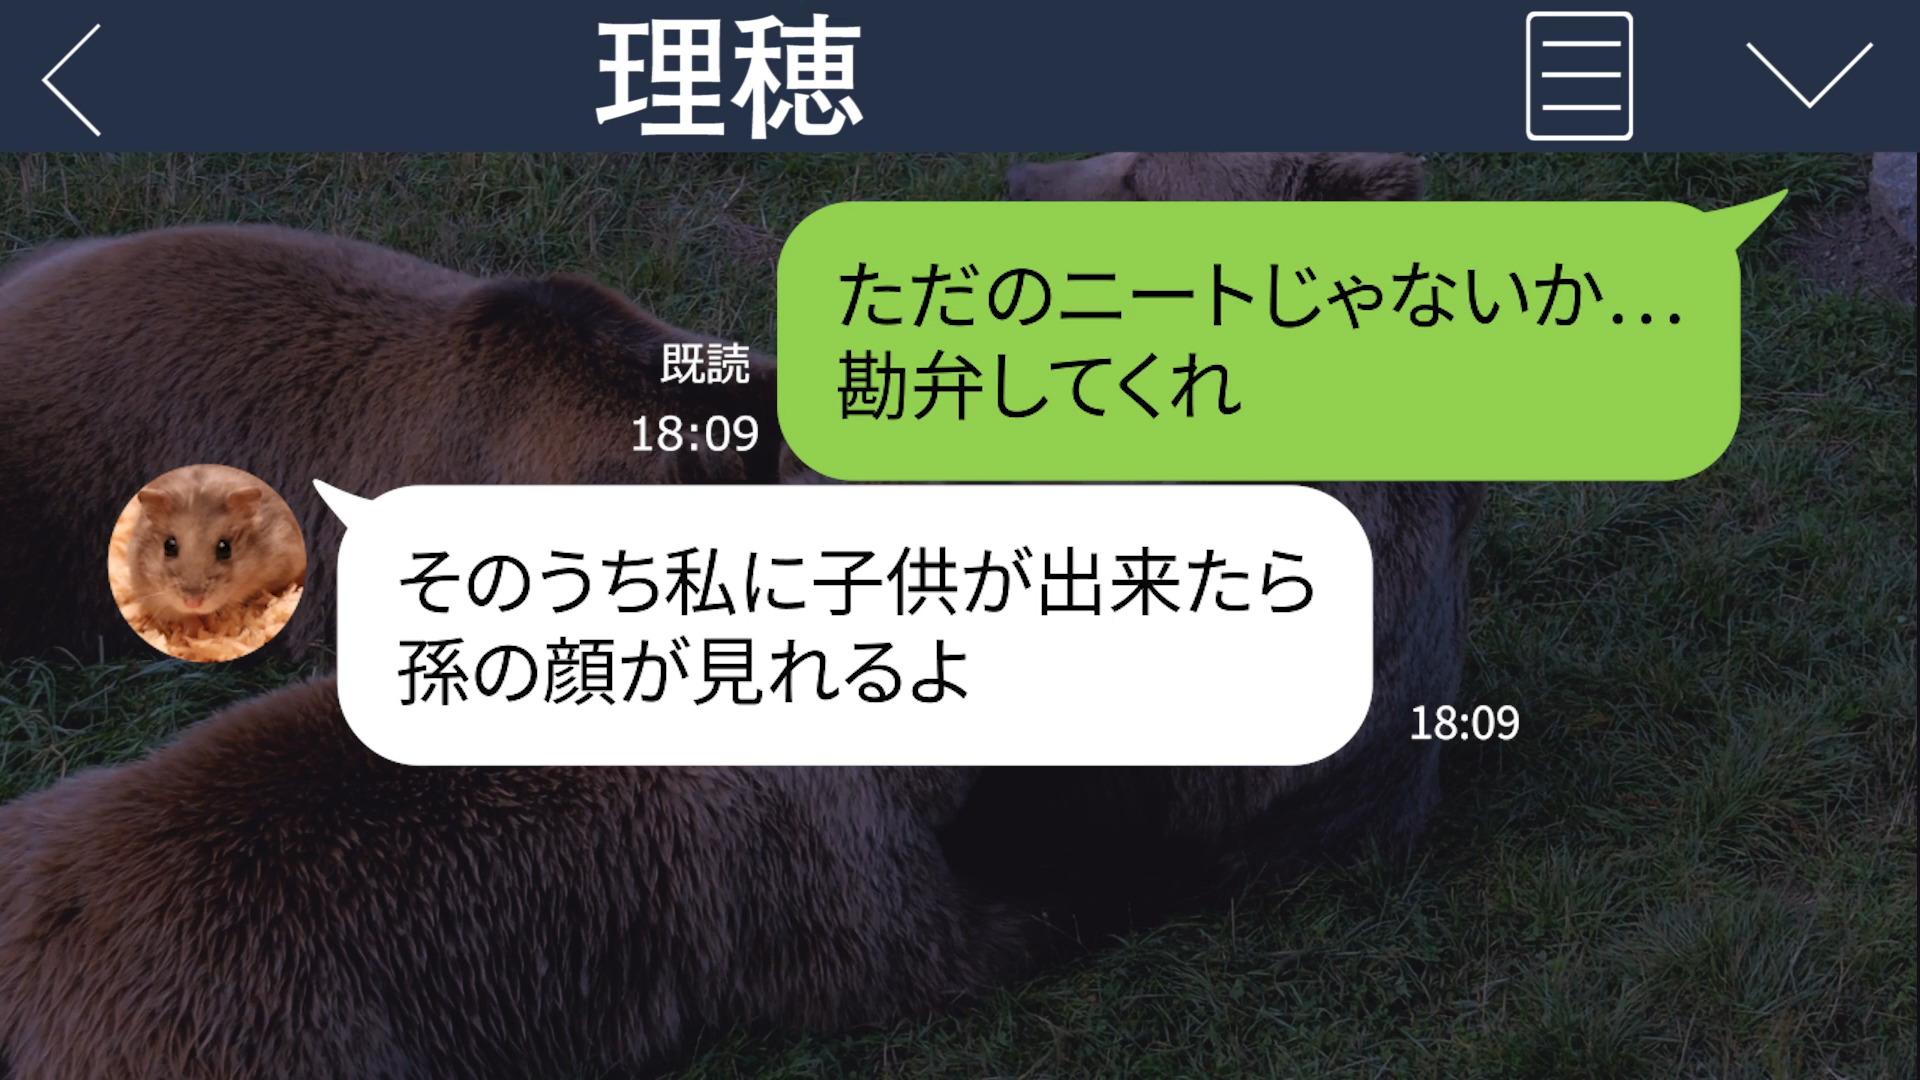 理穂
ただのニートじゃないか…
勘弁してくれ
既読
18:09
そのうち私に子供が出来たら
孫の顔が見れるよ
18:09